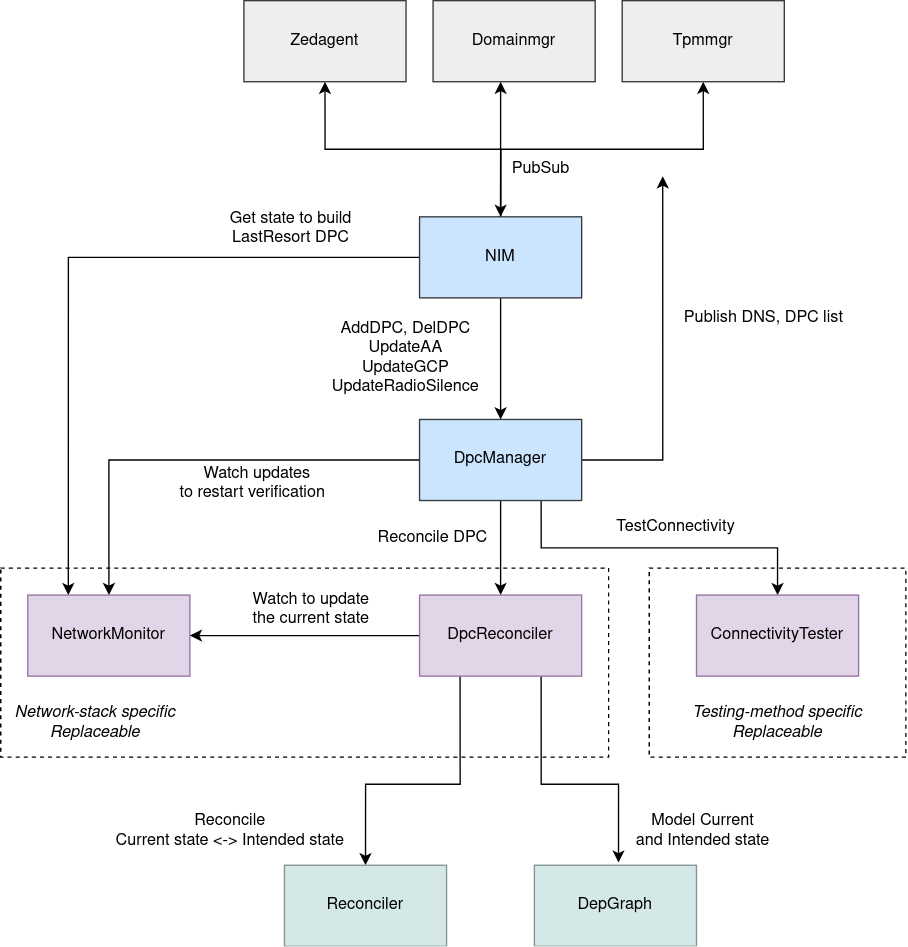 Zedagent
Domainmgr
Tpmmgr
PubSub
Get state to build
LastResort DPC
NIM
Publish DNS, DPC list
AddDPC, DelDPC
UpdateAA
UpdateGCP
UpdateRadioSilence
DpcManager
Watch updates
to restart verification
Reconcile DPC
TestConnectivity
Watch to update
the current state
NetworkMonitor
DpcReconciler
ConnectivityTester
Network-stack specific
Replaceable
Testing-method specific
Replaceable
Reconcile
Current state <-> Intended state
Model Current
and Intended state
Reconciler
DepGraph